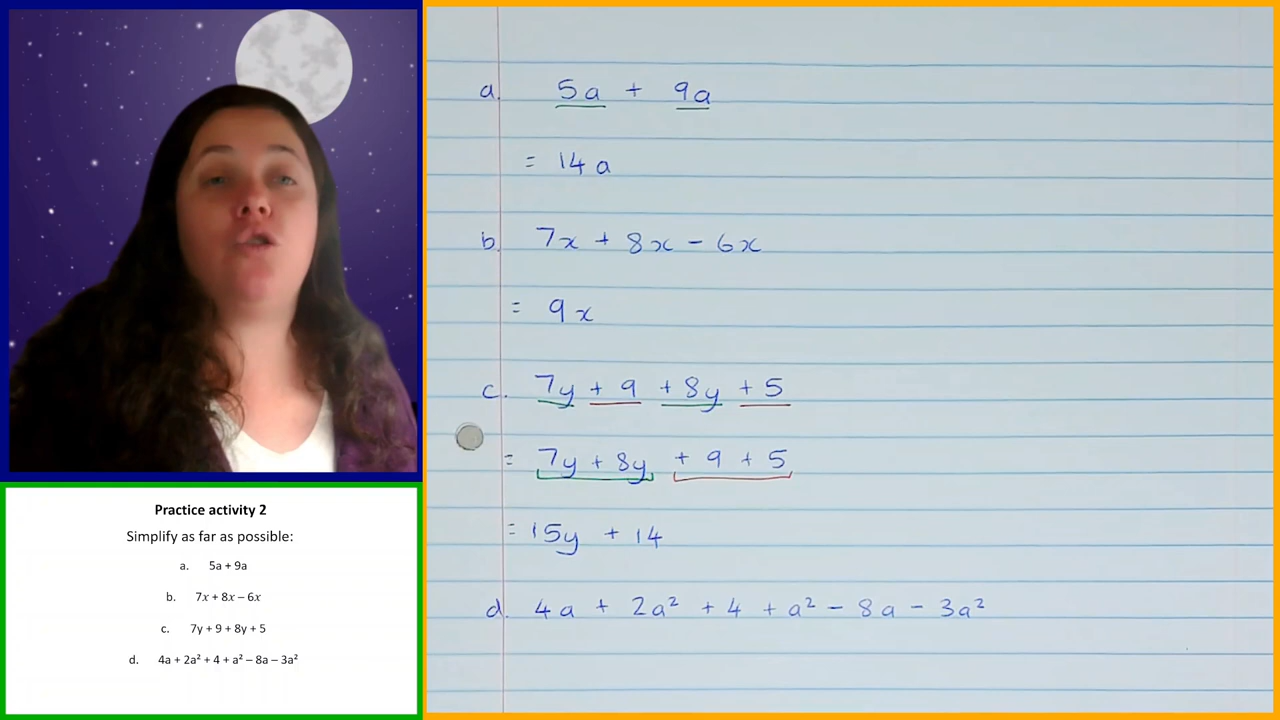 a. 5a + 9a
= 14a
b. 7x + 8x - 6x
= 9x
c. 7y + 9 + 8y + 5
= 7y + 8y + 9 + 5
= 15y + 14
d. 4a + 2a² + 4 + a² - 8a - 3a²
Practice activity 2
Simplify as far as possible:
a. 5a + 9a
b. 7x + 8x – 6x
c. 7y + 9 + 8y + 5
d. 4a + 2a² + 4 + a² – 8a – 3a²